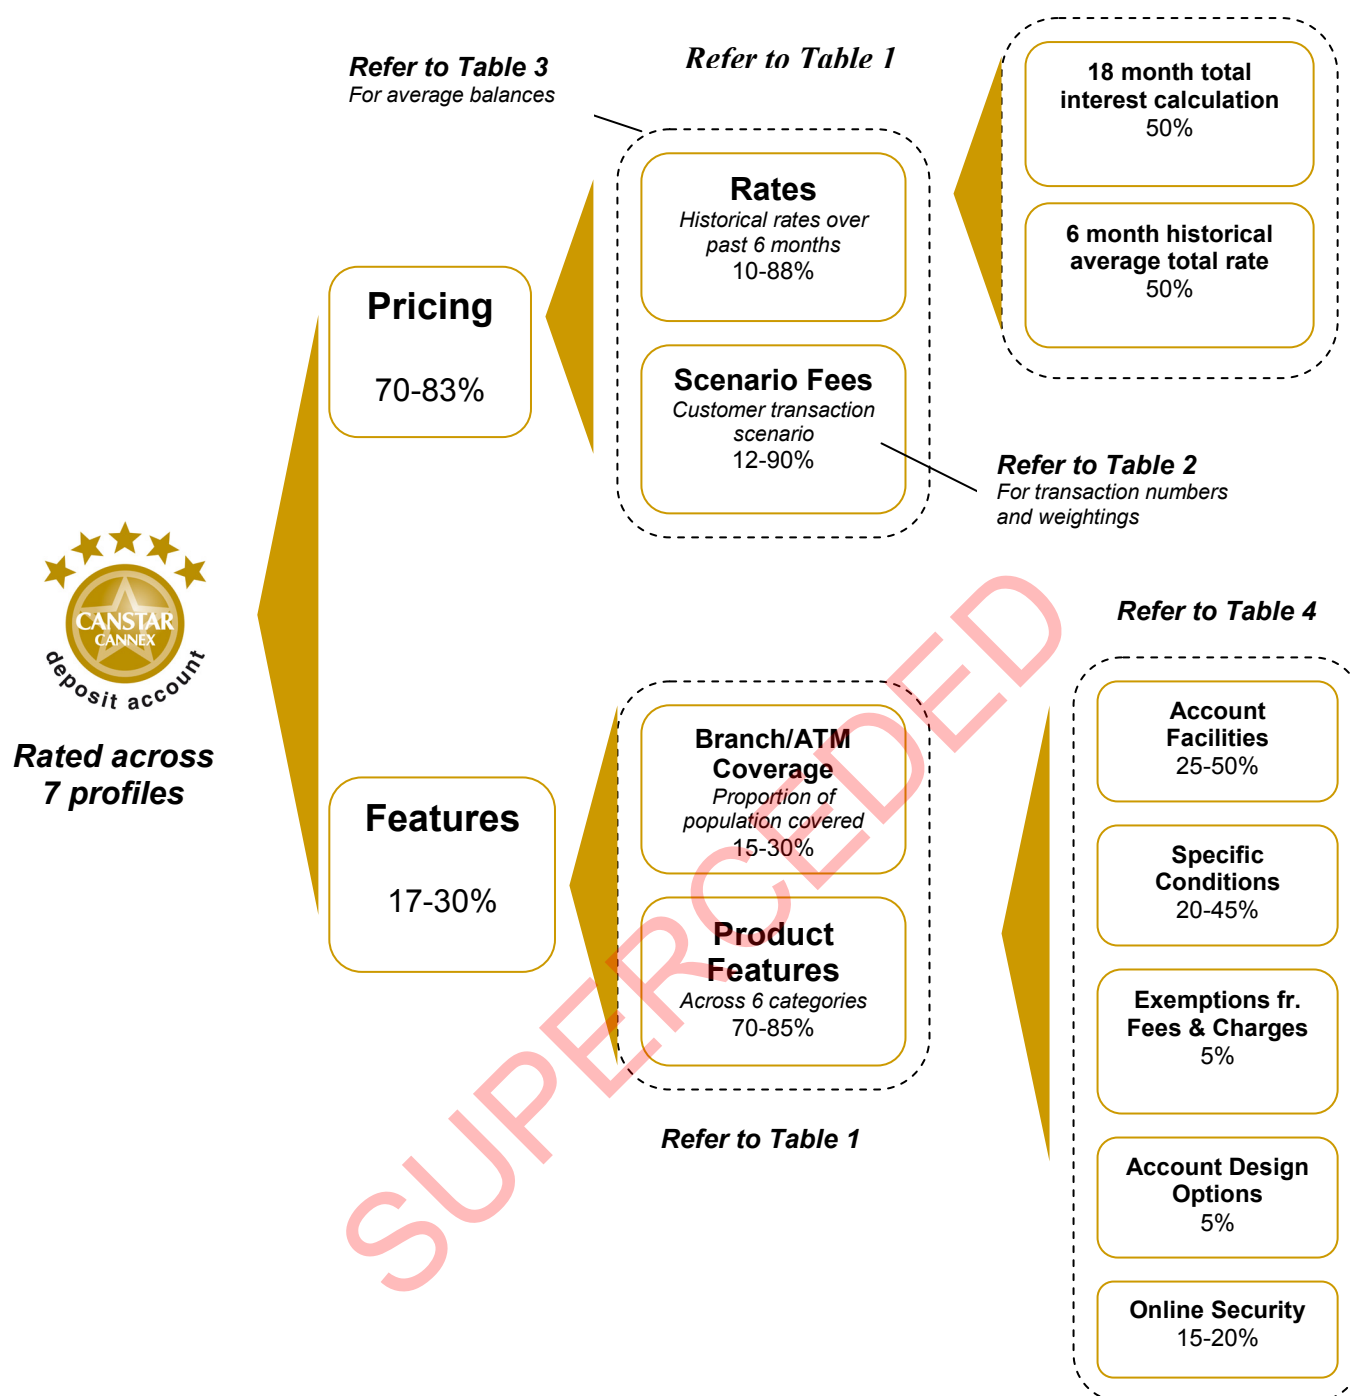 Refer to Table 3
For average balances
Refer to Table 1
18 month total
interest calculation
50%
6 month historical
average total rate
50%
Rates
Historical rates over
past 6 months
10-88%
Pricing
70-83%
Scenario Fees
Customer transaction
scenario
12-90%
Refer to Table 2
For transaction numbers
and weightings
CANSTAR
CANNEX
deposit account
Rated across
7 profiles
Features
17-30%
Branch/ATM
Coverage
Proportion of
population covered
15-30%
Product
Features
Across 6 categories
70-85%
Refer to Table 1
Refer to Table 4
Account
Facilities
25-50%
Specific
Conditions
20-45%
Exemptions fr.
Fees & Charges
5%
Account Design
Options
5%
Online Security
15-20%
SUPERCEDED